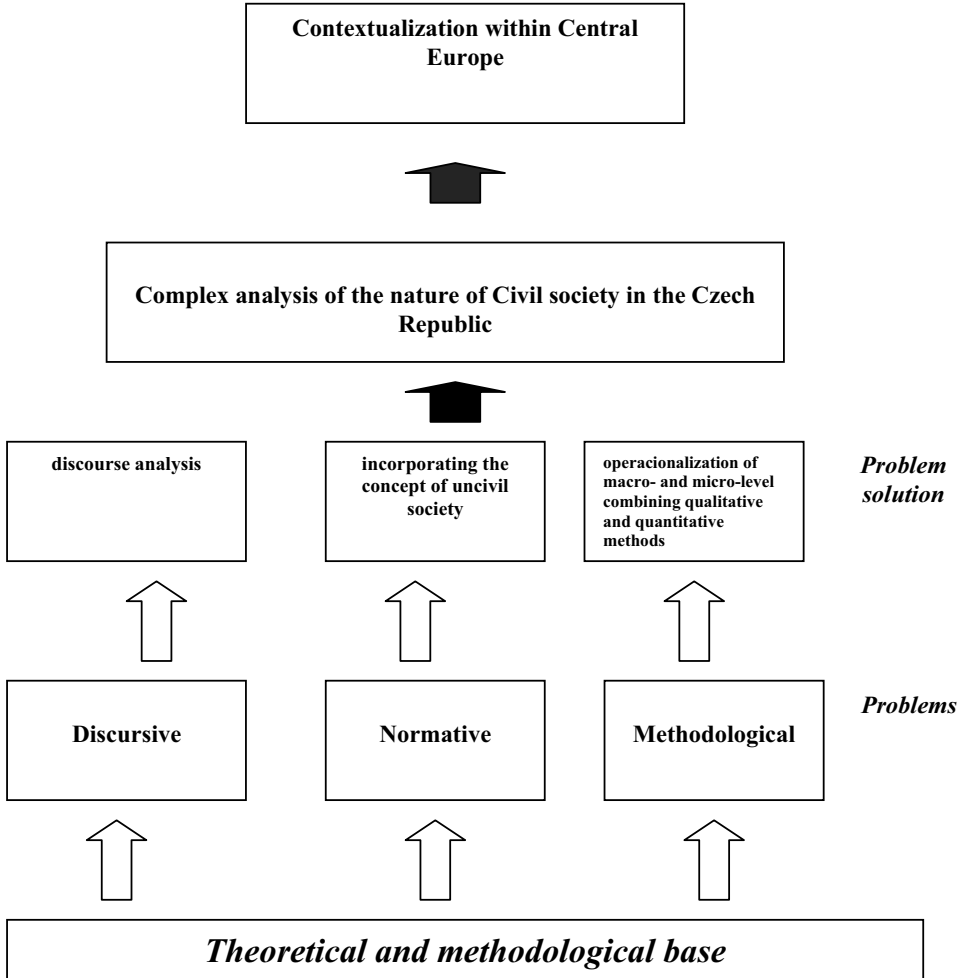 Contextualization within Central
Europe
Complex analysis of the nature of Civil society in the Czech
Republic
discourse analysis
incorporating the
concept of uncivil
society
operacionalization of
macro- and micro-level
combining qualitative
and quantitative
methods
Problem
solution
Discursive
Normative
Methodological
Problems
Theoretical and methodological base